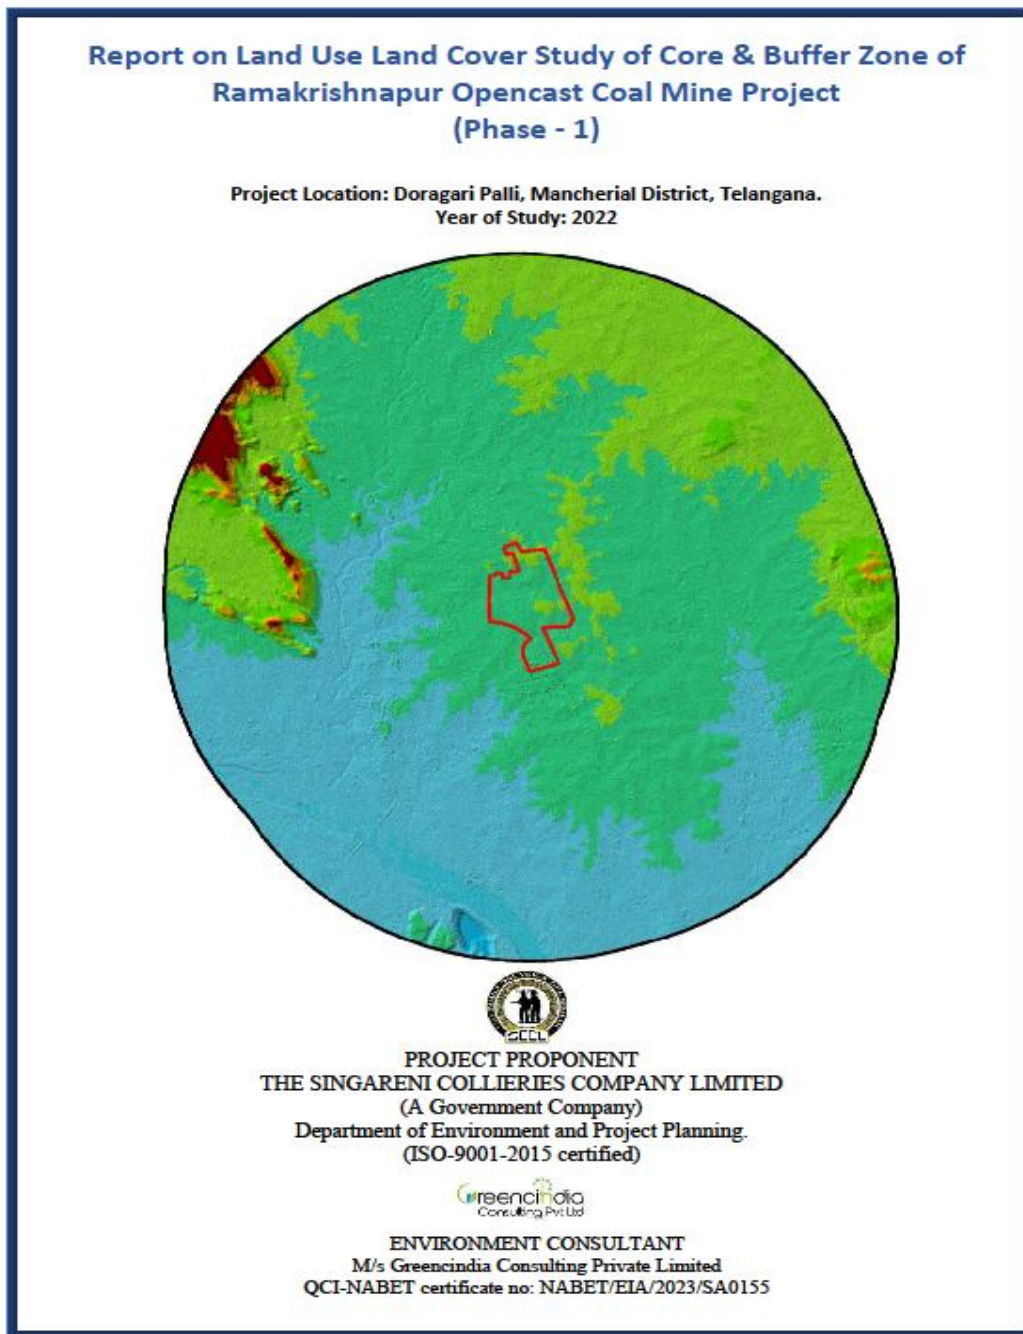 Report on Land Use Land Cover Study of Core & Buffer Zone of
Ramakrishnapur Opencast Coal Mine Project
(Phase - 1)
Project Location: Doragari Palli, Mancherial District, Telangana.
Year of Study: 2022
SCCL
PROJECT PROPONENT
THE SINGARENI COLLIERIES COMPANY LIMITED
(A Government Company)
Department of Environment and Project Planning.
(ISO-9001-2015 certified)
Greencindia
Consulting Pvt Ltd
ENVIRONMENT CONSULTANT
M/s Greencindia Consulting Private Limited
QCI-NABET certificate no: NABET/EIA/2023/SA0155